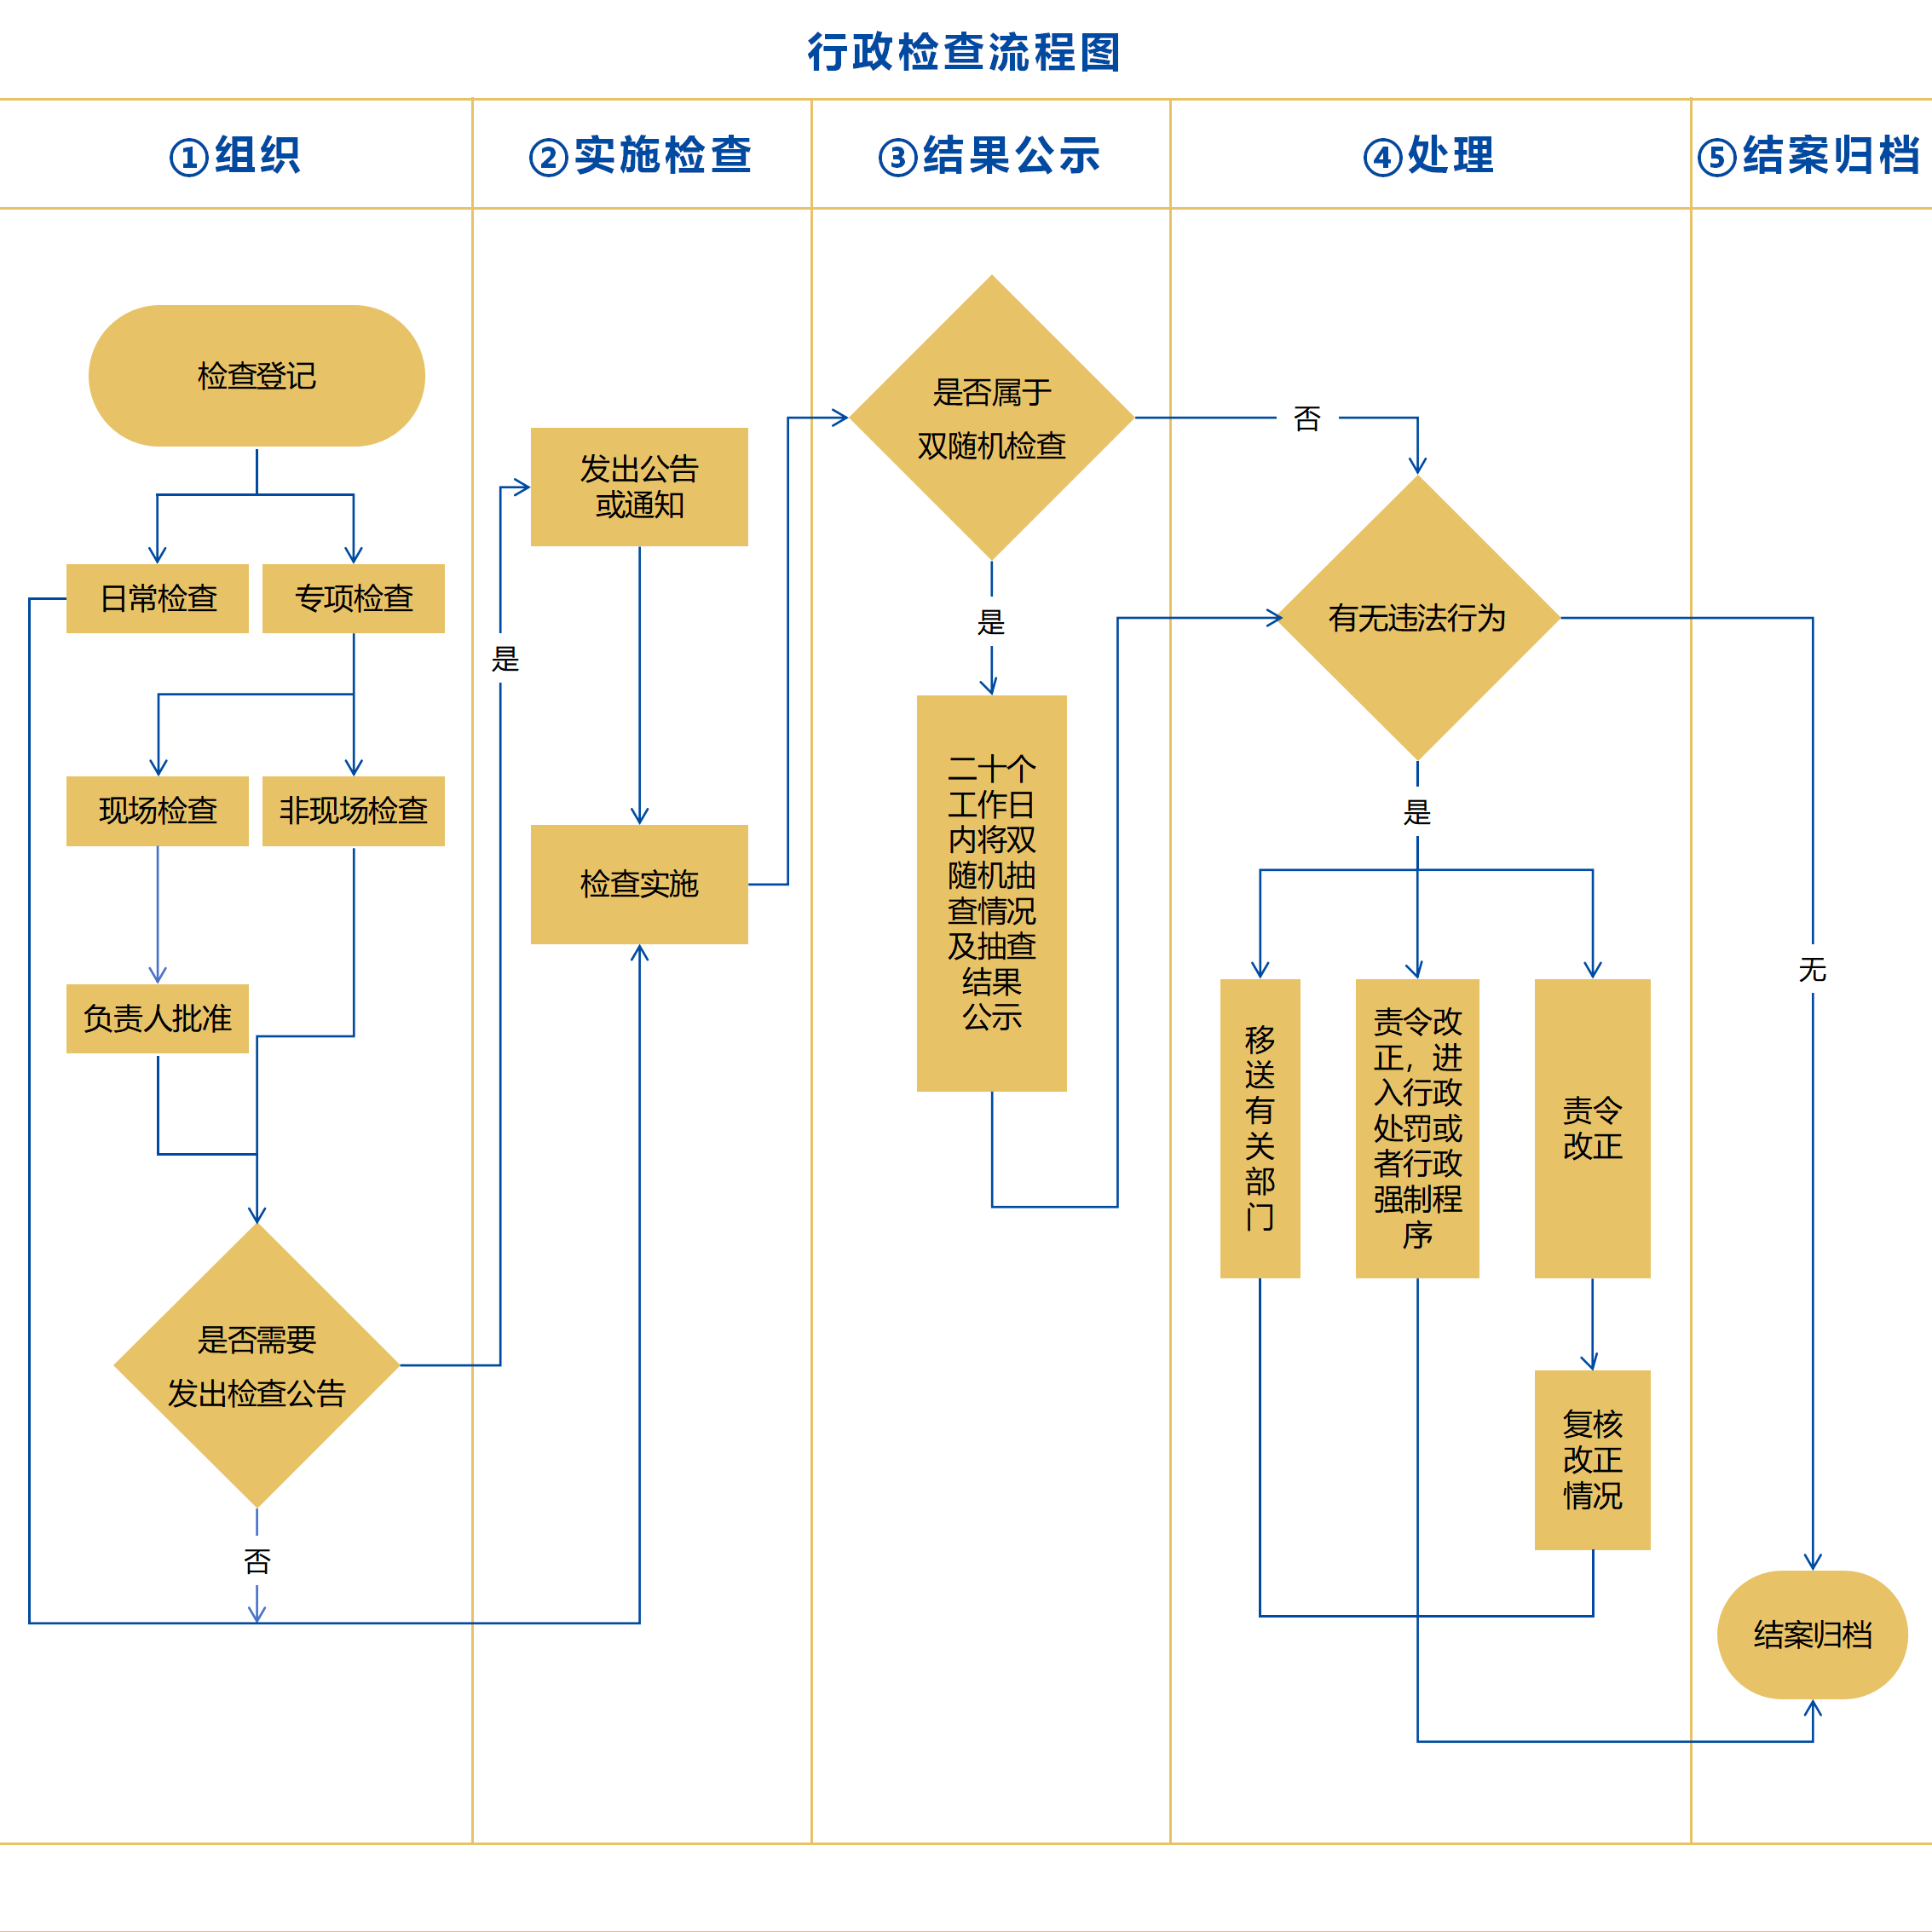 行政检查流程图
①组织
②实施检查
③结果公示
④处理
⑤结案归档
检查登记
日常检查
专项检查
现场检查
非现场检查
负责人批准
是否需要
发出检查公告
否
是
发出公告
或通知
检查实施
是否属于
双随机检查
是
二十个
工作日
内将双
随机抽
查情况
及抽查
结果
公示
否
有无违法行为
是
移
送
有
关
部
门
责令改
正，进
入行政
处罚或
者行政
强制程
序
责令
改正
复核
改正
情况
无
结案归档